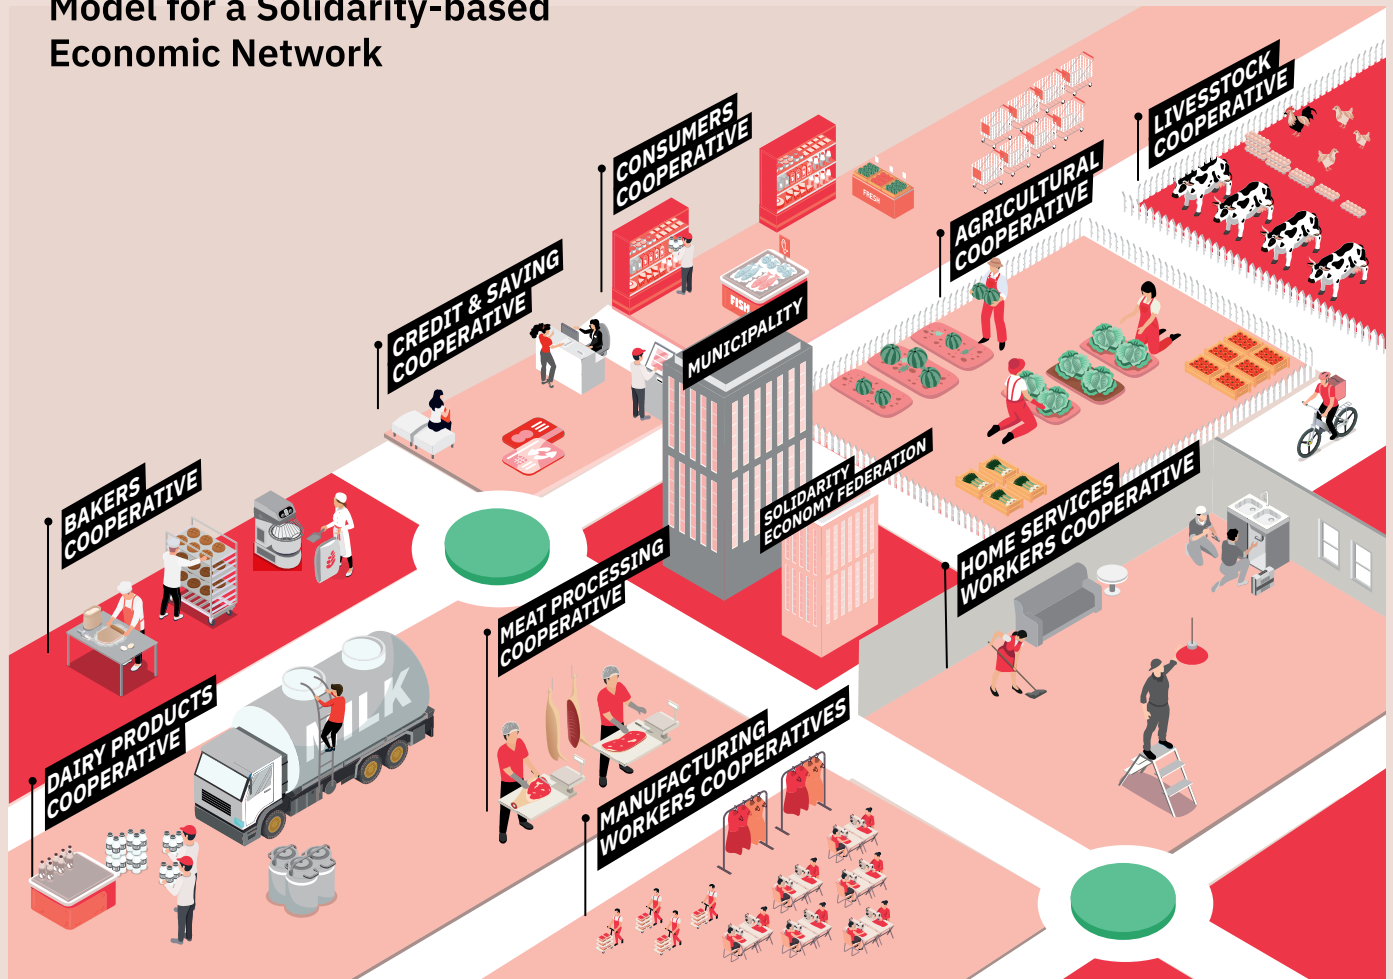 Model for a Solidarity-based
Economic Network
LIVESSTOCK
COOPERATIVE
CONSUMERS
COOPERATIVE
AGRICULTURAL
COOPERATIVE
FRESH
CREDIT & SAVING
COOPERATIVE
FISH
MUNICIPALITY
SOLIDARITY
ECONOMY FEDERATION
BAKERS
COOPERATIVE
HOME SERVICES
WORKERS COOPERATIVE
MEAT PROCESSING
COOPERATIVE
DAIRY PRODUCTS
COOPERATIVE
MILK
MANUFACTURING
WORKERS COOPERATIVES